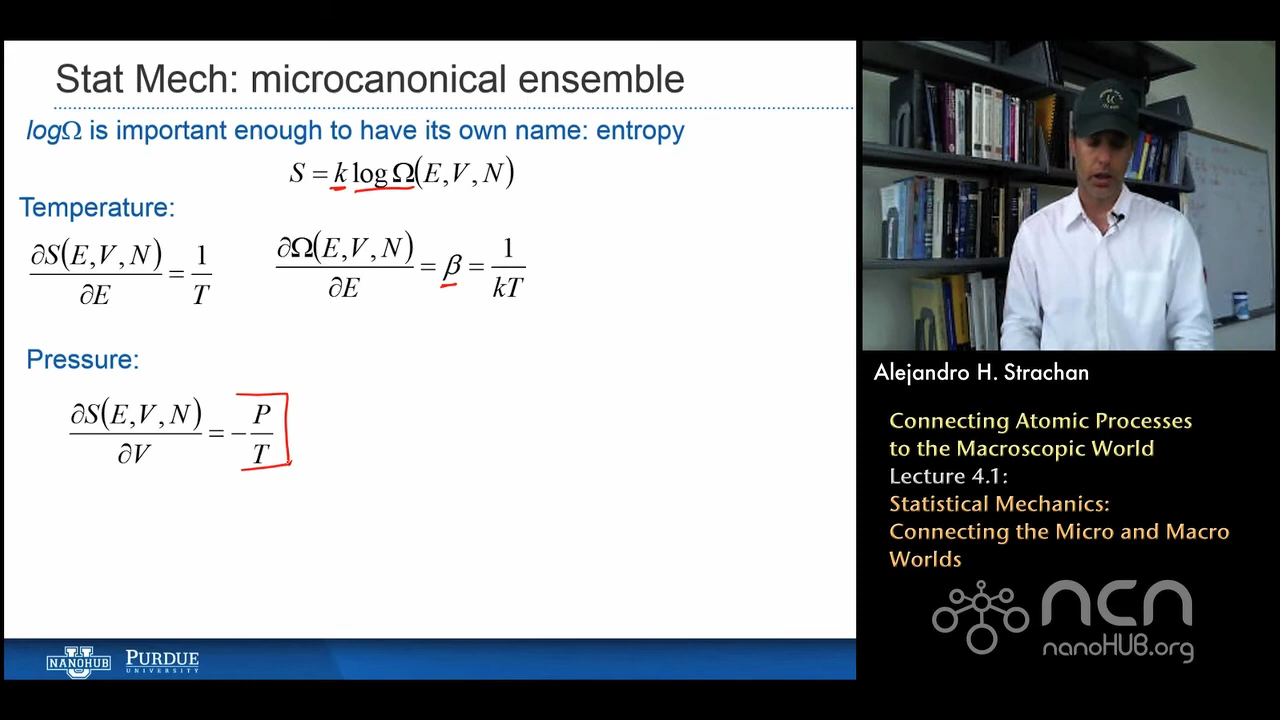 Stat Mech: microcanonical ensemble
logΩ is important enough to have its own name: entropy
S = k log Ω(E,V,N)
Temperature:
∂S(E,V,N)/∂E = 1/T
∂Ω(E,V,N)/∂E = β = 1/kT
Pressure:
∂S(E,V,N)/∂V = −P/T
NANOHUB U
PURDUE
UNIVERSITY
Alejandro H. Strachan
Connecting Atomic Processes
to the Macroscopic World
Lecture 4.1:
Statistical Mechanics:
Connecting the Micro and Macro
Worlds
ncn
nanoHUB.org